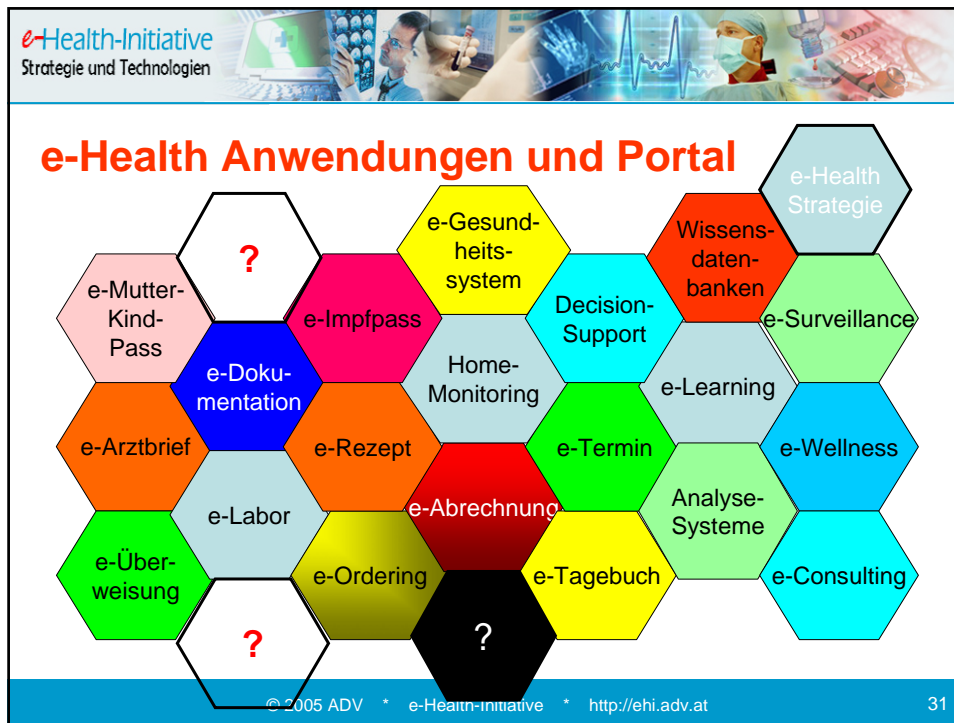 e-Health-Initiative
Strategie und Technologien
e-Health Anwendungen und Portal
e-Health
Strategie
?
e-Gesund-
heits-
system
Wissens-
daten-
banken
e-Mutter-
Kind-
Pass
e-Impfpass
Decision-
Support
e-Surveillance
e-Doku-
mentation
Home-
Monitoring
e-Learning
e-Arztbrief
e-Rezept
e-Termin
e-Wellness
e-Labor
e-Abrechnung
Analyse-
Systeme
e-Über-
weisung
e-Ordering
e-Tagebuch
e-Consulting
?
?
© 2005 ADV * e-Health-Initiative * http://ehi.adv.at
31